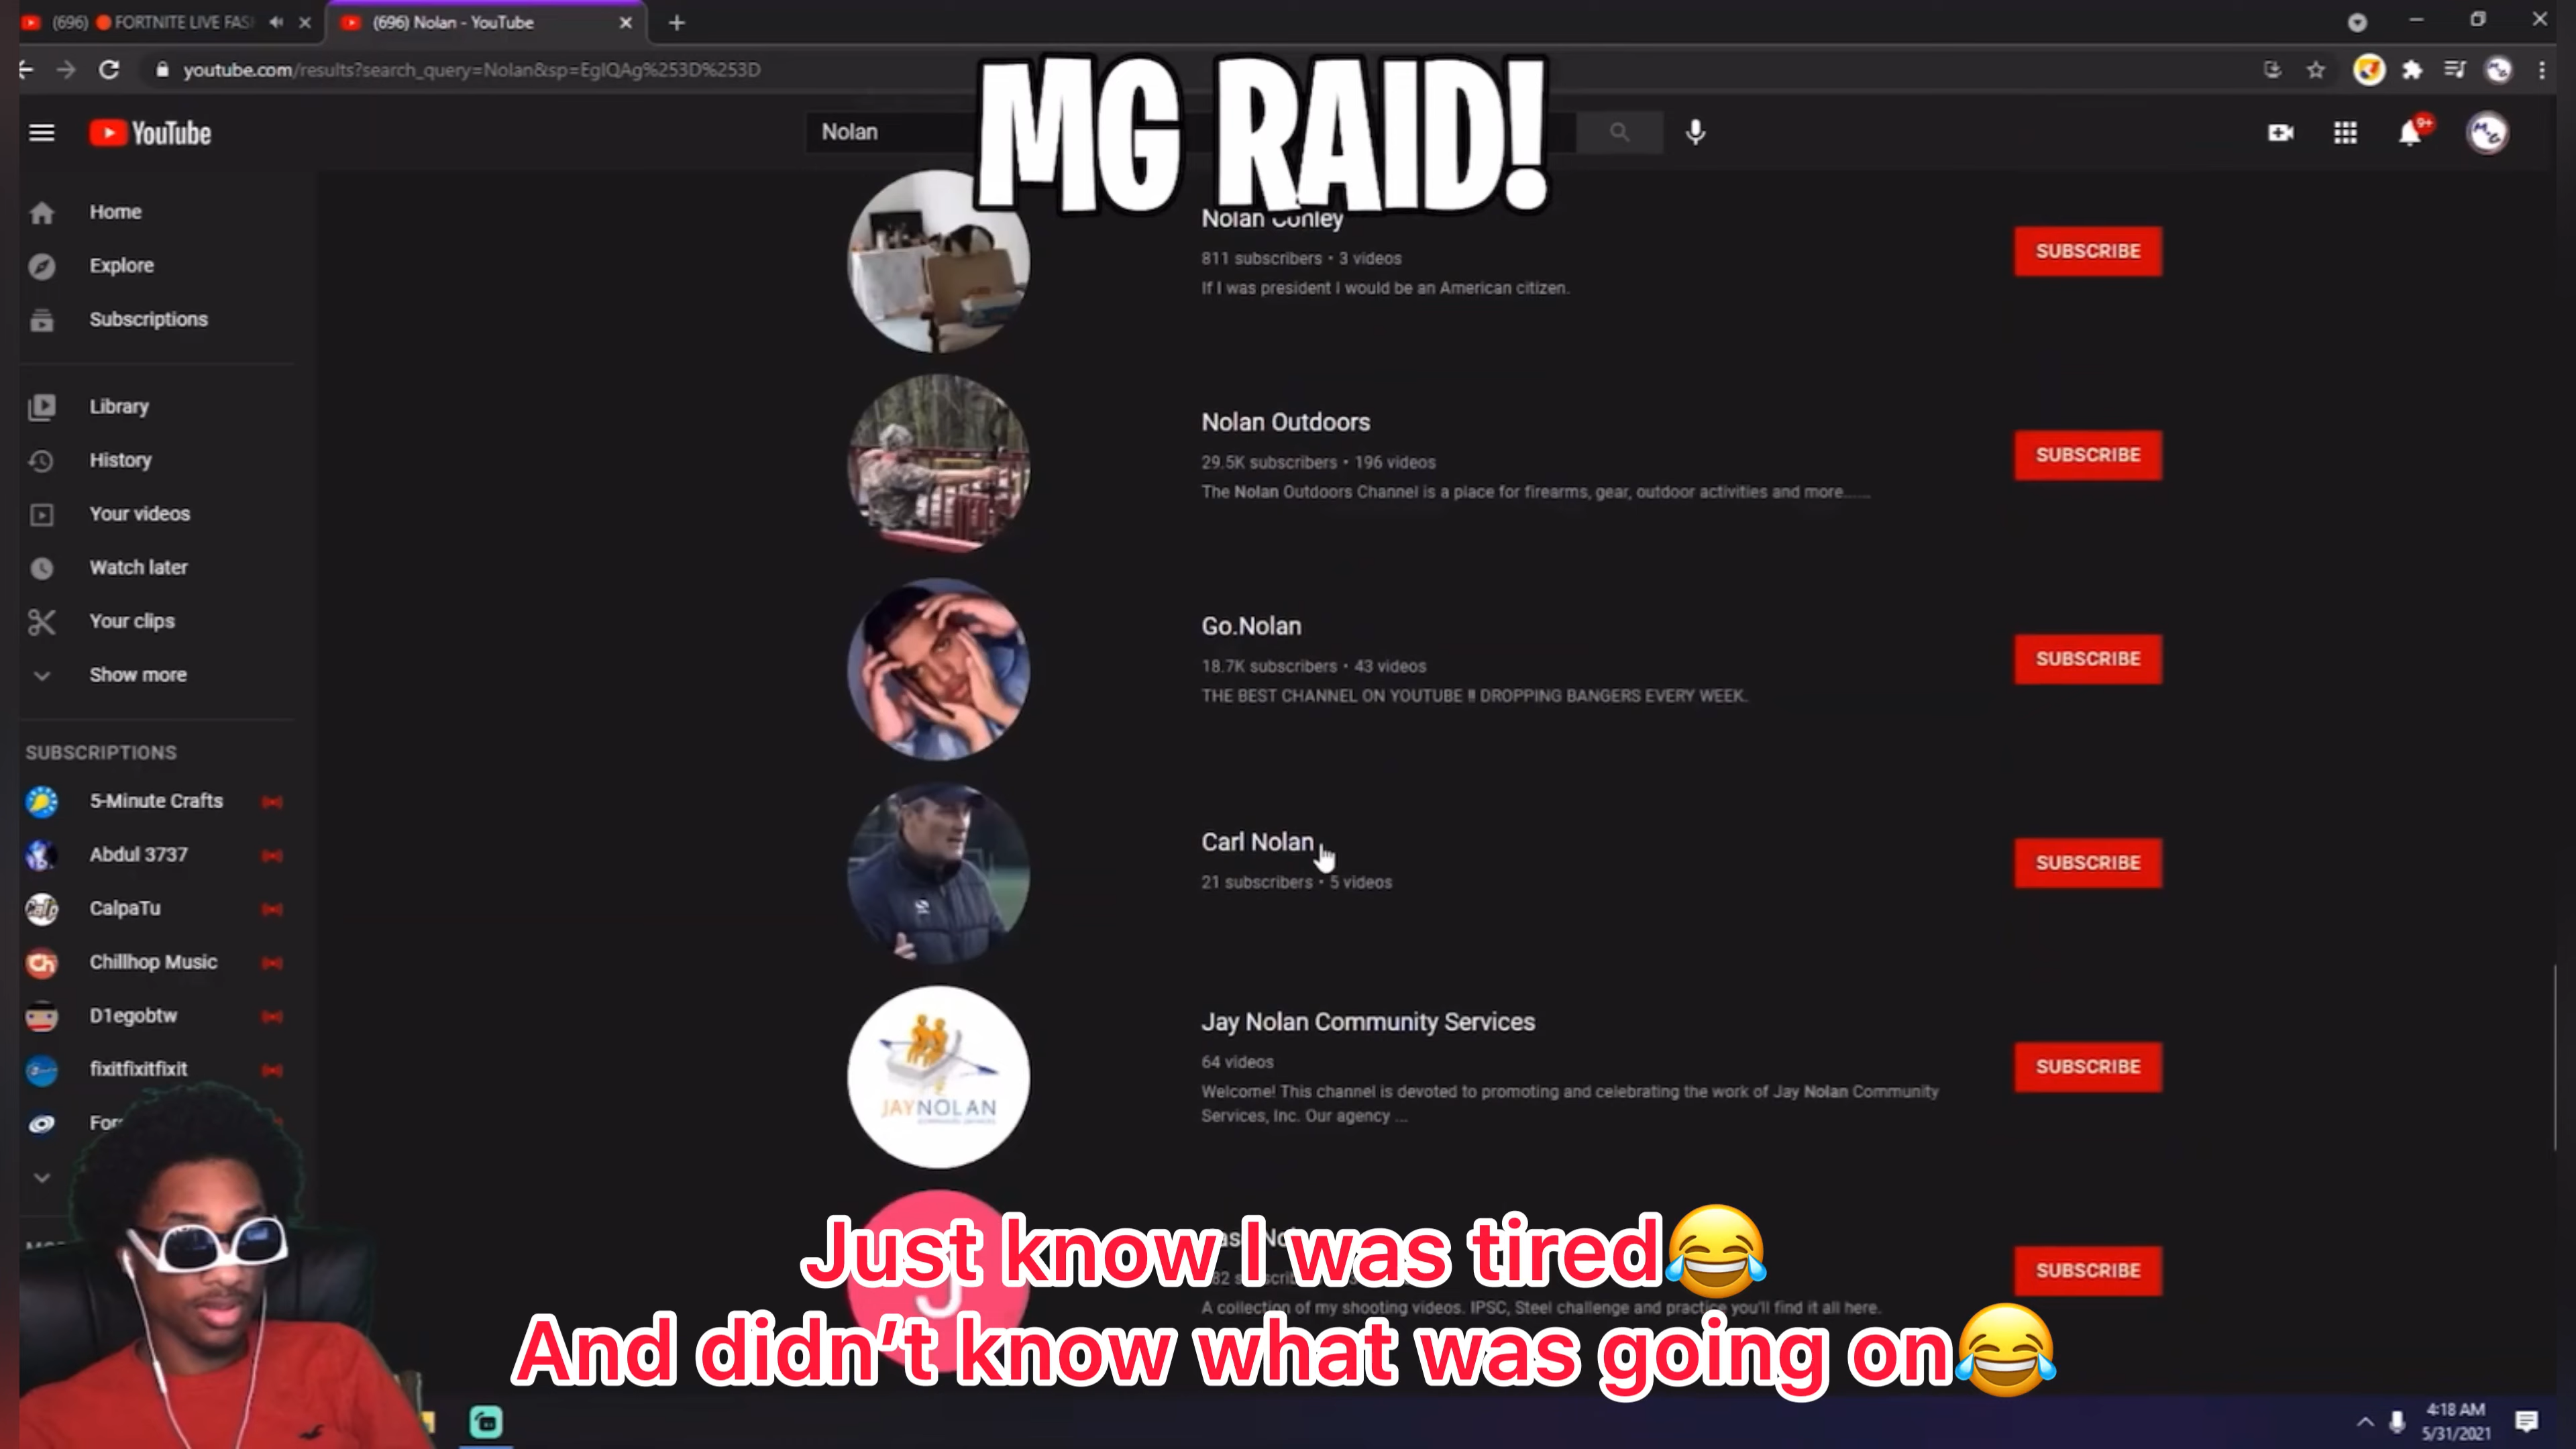 (696) FORTNITE LIVE FAS
(696) Nolan - YouTube
youtube.com/results?search_query=Nolan&sp=EgIQAg%253D%253D
MG RAID!
YouTube
Nolan
9+
M.G
Home
Explore
Subscriptions
Library
History
Your videos
Watch later
Your clips
Show more
SUBSCRIPTIONS
5-Minute Crafts
Abdul 3737
CalpaTu
Chillhop Music
D1egobtw
fixitfixitfixit
For
Nolan Conley
811 subscribers • 3 videos
If I was president I would be an American citizen.
SUBSCRIBE
Nolan Outdoors
29.5K subscribers • 196 videos
The Nolan Outdoors Channel is a place for firearms, gear, outdoor activities and more......
SUBSCRIBE
Go.Nolan
18.7K subscribers • 43 videos
THE BEST CHANNEL ON YOUTUBE !! DROPPING BANGERS EVERY WEEK.
SUBSCRIBE
Carl Nolan
21 subscribers • 5 videos
SUBSCRIBE
JAYNOLAN
Jay Nolan Community Services
64 videos
Welcome! This channel is devoted to promoting and celebrating the work of Jay Nolan Community
Services, Inc. Our agency ...
SUBSCRIBE
Just know I was tired😂
SUBSCRIBE
A collection of my shooting videos. IPSC, Steel challenge and practice you'll find it all here.
And didn't know what was going on😂
4:18 AM
5/31/2021